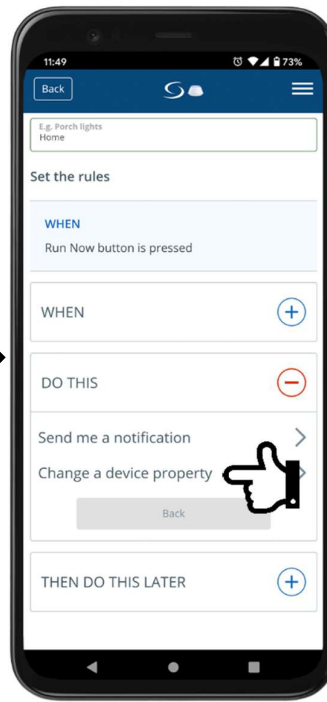 11:49
73%
Back
E.g. Porch lights
Home
Set the rules
WHEN
Run Now button is pressed
WHEN
DO THIS
Send me a notification
Change a device property
Back
THEN DO THIS LATER